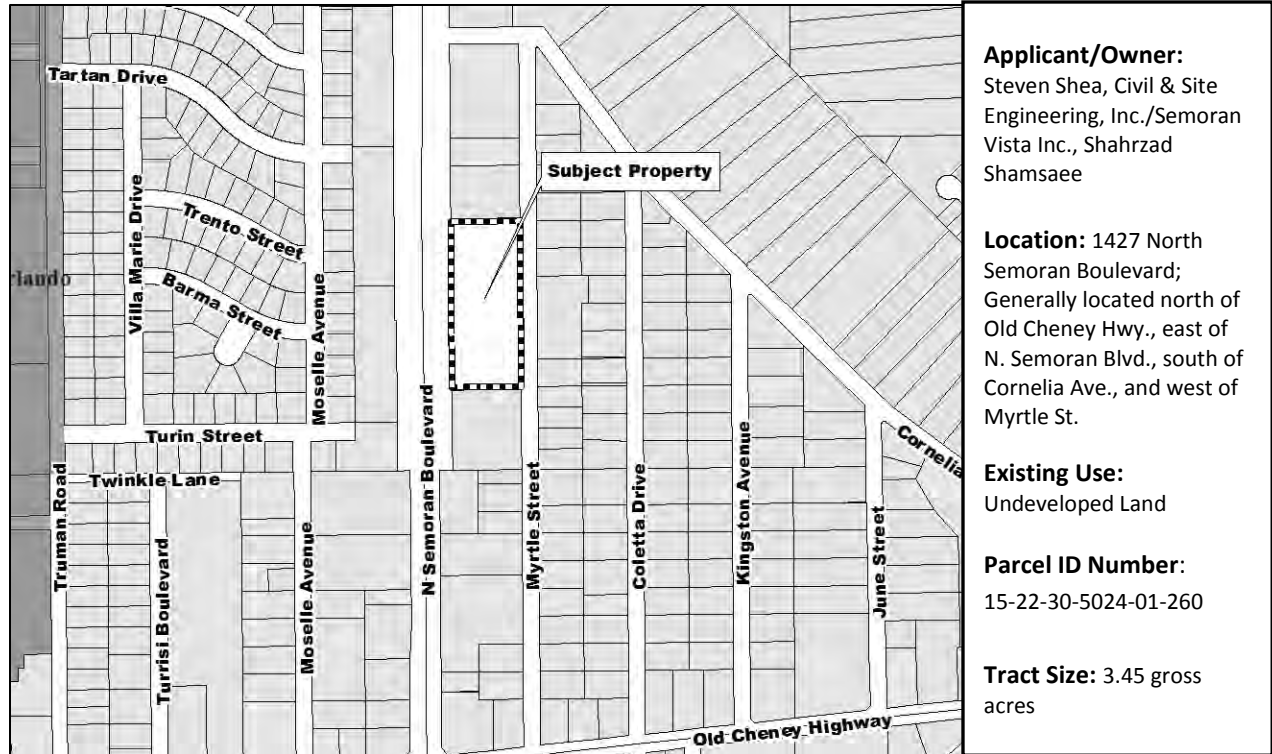 Tartan Drive
Subject Property
Trento Street
Villa Marie Drive
rlando
Barma Street
Moselle Avenue
N Semoran Boulevard
Turin Street
Cornelia
Twinkle Lane
Truman Road
Turrisi Boulevard
Moselle Avenue
Myrtle Street
Coletta Drive
Kingston Avenue
June Street
Old Cheney Highway
Applicant/Owner:
Steven Shea, Civil & Site
Engineering, Inc./Semoran
Vista Inc., Shahrzad
Shamsaee
Location: 1427 North
Semoran Boulevard;
Generally located north of
Old Cheney Hwy., east of
N. Semoran Blvd., south of
Cornelia Ave., and west of
Myrtle St.
Existing Use:
Undeveloped Land
Parcel ID Number:
15-22-30-5024-01-260
Tract Size: 3.45 gross
acres